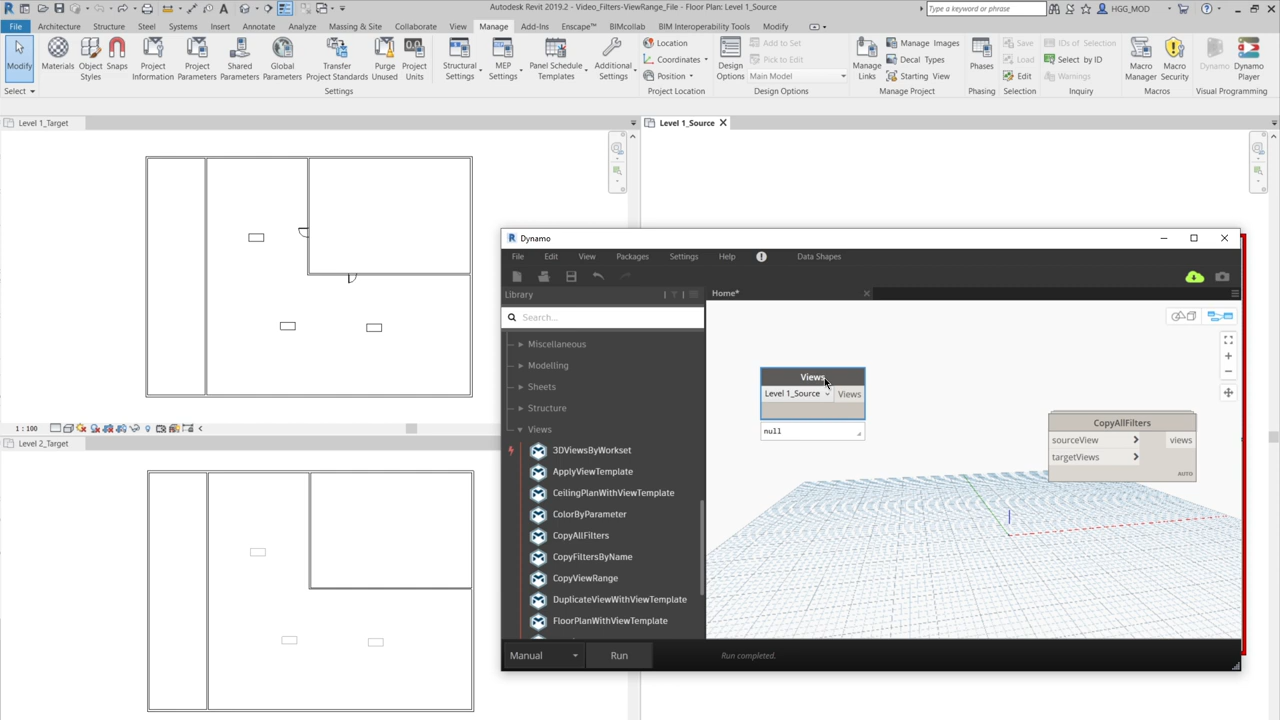 Autodesk Revit 2019.2 - Video_Filters-ViewRange_File - Floor Plan: Level 1_Source
Type a keyword or phrase
HGG_MOD
File Architecture Structure Steel Systems Insert Annotate Analyze Massing & Site Collaborate View Manage Add-Ins Enscape™ BIMcollab BIM Interoperability Tools Modify
Modify
Materials
Object Styles
Snaps
Project Information
Project Parameters
Shared Parameters
Global Parameters
Transfer Project Standards
Purge Unused
Project Units
Structural Settings
MEP Settings
Panel Schedule Templates
Additional Settings
Location
Coordinates
Position
Design Options
Add to Set
Pick to Edit
Main Model
Manage Links
Manage Images
Decal Types
Starting View
Phases
Save
Load
Edit
IDs of Selection
Select by ID
Warnings
Macro Manager
Macro Security
Dynamo
Dynamo Player
Select
Settings
Project Location
Design Options
Manage Project
Phasing
Selection
Inquiry
Macros
Visual Programming
Level 1_Target
Level 1_Source
1 : 100
Level 2_Target
Dynamo
File Edit View Packages Settings Help Data Shapes
Library
Search...
Miscellaneous
Modelling
Sheets
Structure
Views
3DViewsByWorkset
ApplyViewTemplate
CeilingPlanWithViewTemplate
ColorByParameter
CopyAllFilters
CopyFiltersByName
CopyViewRange
DuplicateViewWithViewTemplate
FloorPlanWithViewTemplate
Home*
Views
Level 1_Source Views
null
CopyAllFilters
sourceView > views
targetViews >
AUTO
Manual Run Run completed.